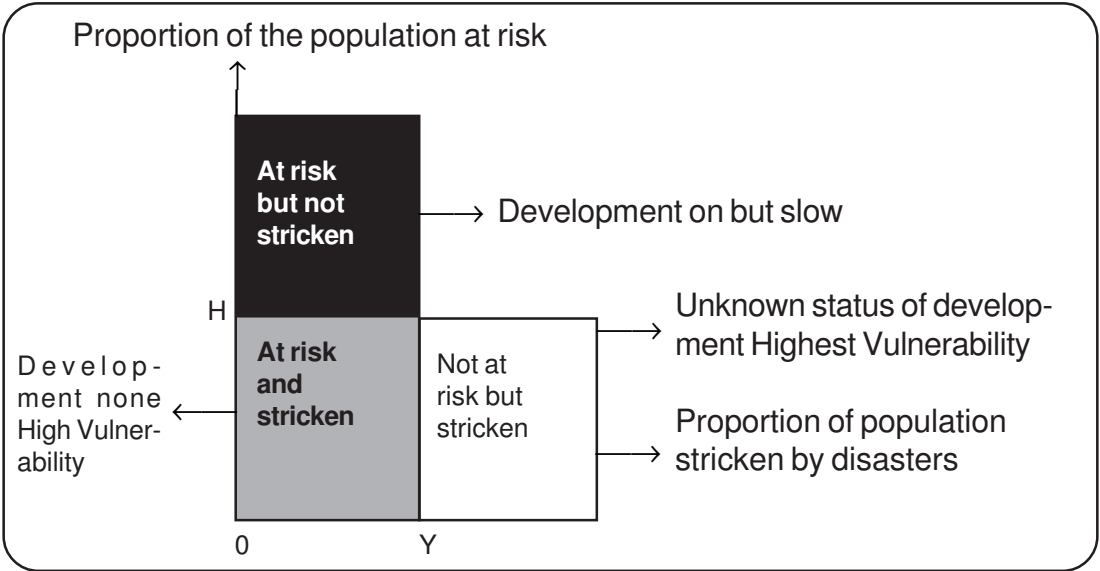 Proportion of the population at risk
At risk
but not
stricken
Development on but slow
H
Unknown status of develop-
ment Highest Vulnerability
At risk
and
stricken
Not at
risk but
stricken
Develop-
ment none
High Vulner-
ability
Proportion of population
stricken by disasters
0
Y